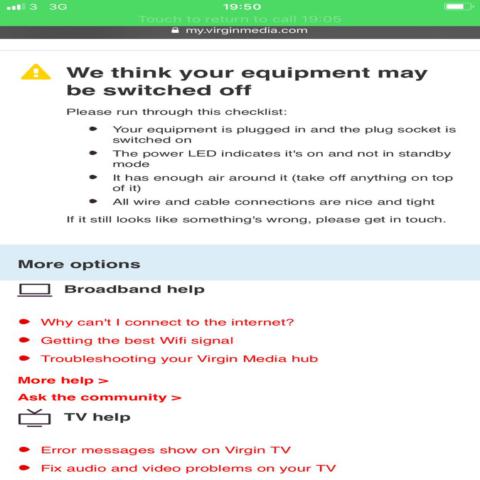 3 3G 19:50
Touch to return to call 19:05
my.virginmedia.com
We think your equipment may
be switched off
Please run through this checklist:
Your equipment is plugged in and the plug socket is
switched on
The power LED indicates it's on and not in standby
mode
It has enough air around it (take off anything on top
of it)
All wire and cable connections are nice and tight
If it still looks like something's wrong, please get in touch.
More options
Broadband help
Why can't I connect to the internet?
Getting the best Wifi signal
Troubleshooting your Virgin Media hub
More help >
Ask the community >
TV help
Error messages show on Virgin TV
Fix audio and video problems on your TV